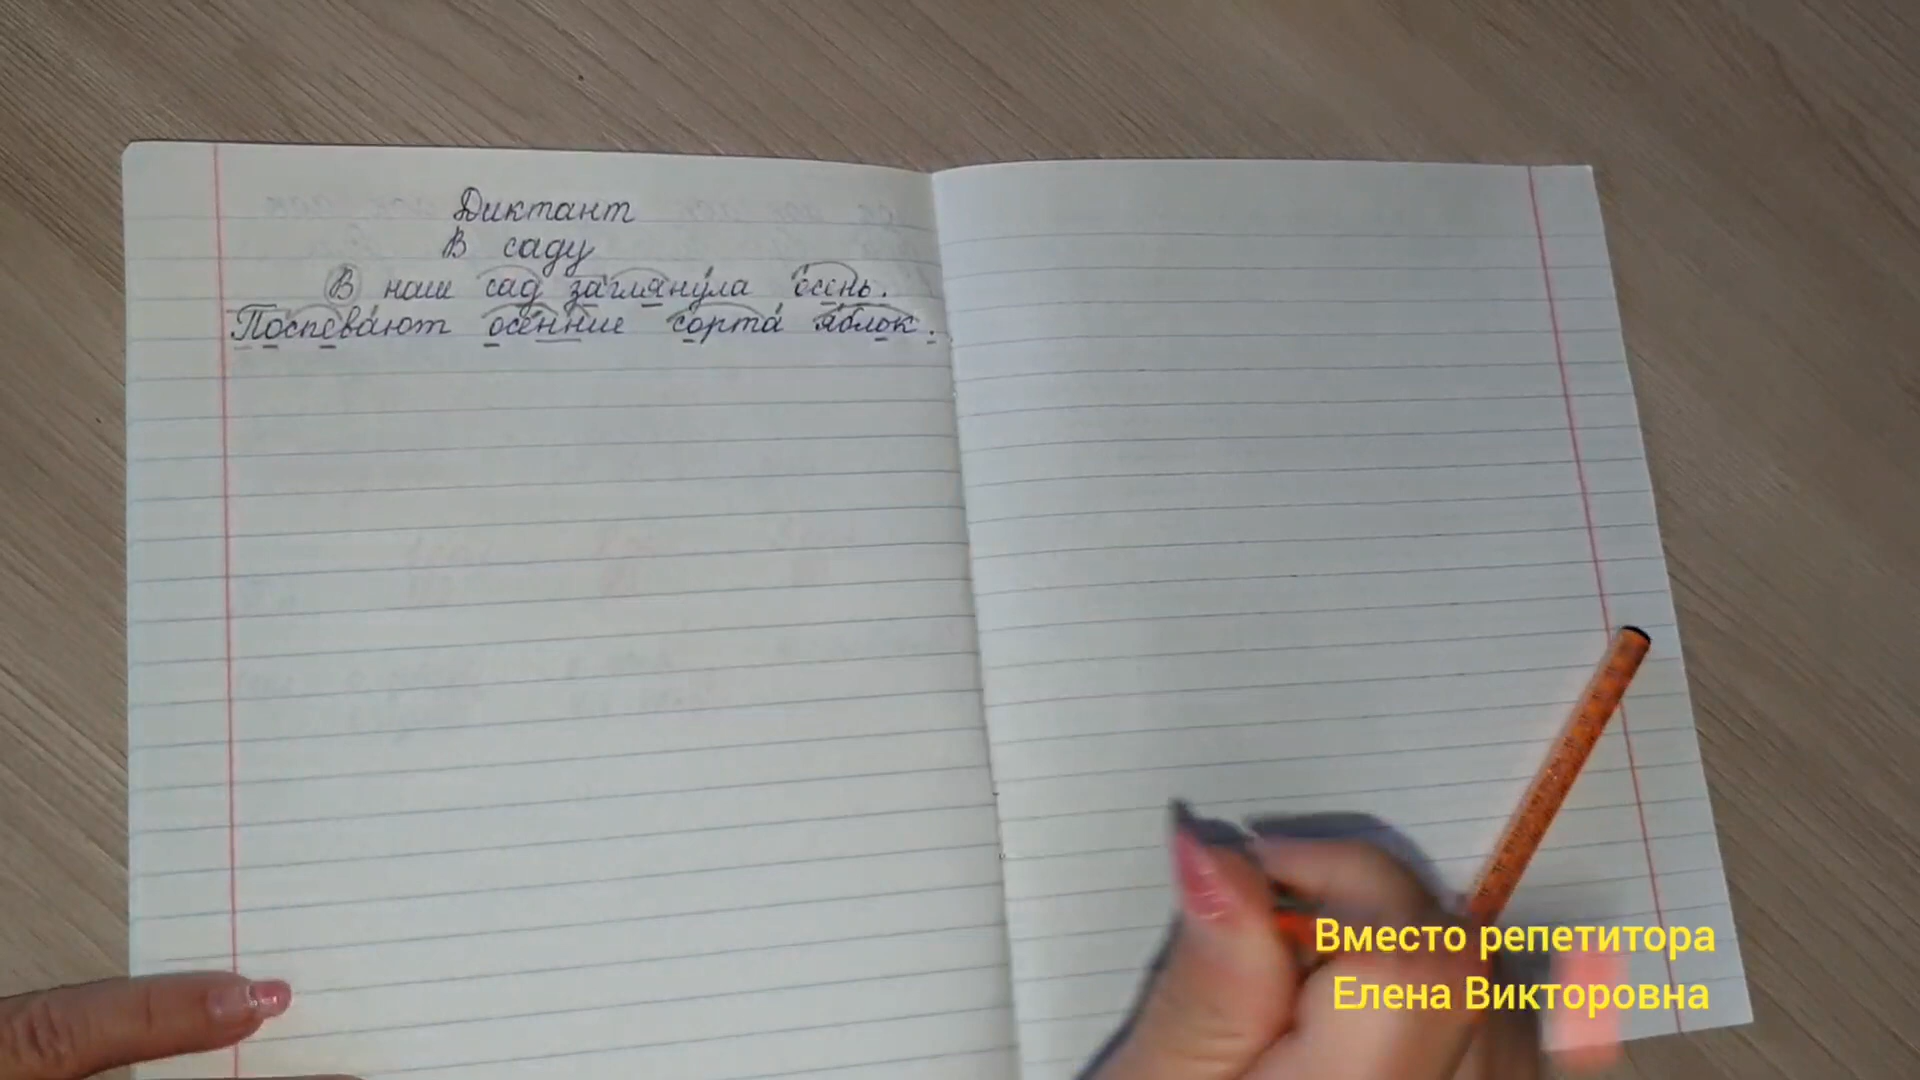 Диктант
В саду
В наш сад заглянула осень.
Поспевают осенние сорта яблок.
Вместо репетитора
Елена Викторовна